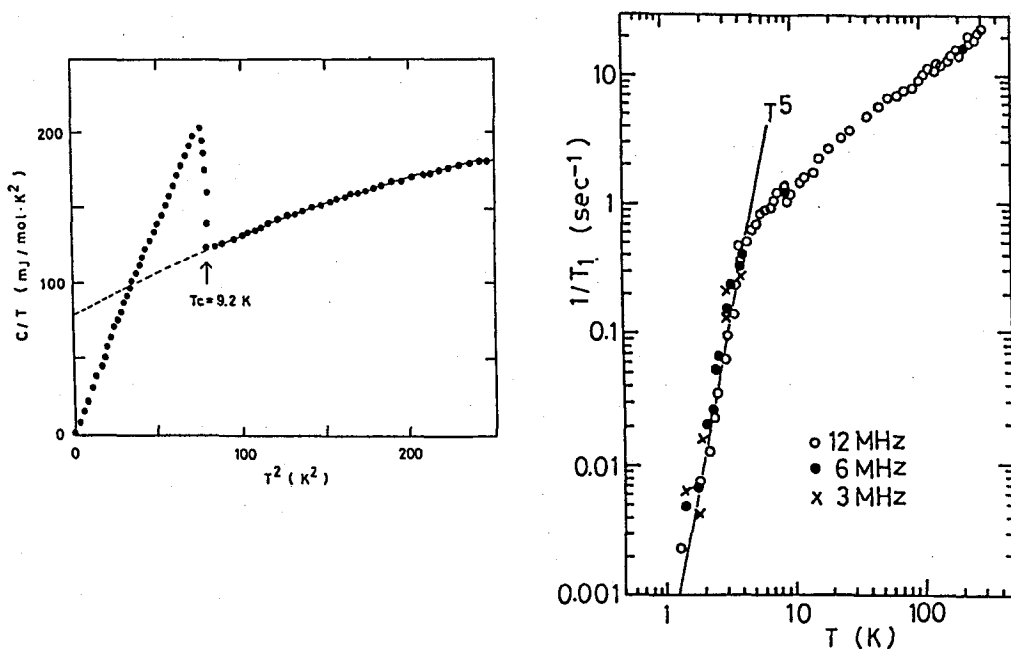 200
100
0
0
100
200
C/T (mJ/mol·K²)
T² (K²)
Tc=9.2 K
10
1
0.1
0.01
0.001
1
10
100
1/T₁ (sec⁻¹)
T (K)
T⁵
12 MHz
6 MHz
3 MHz